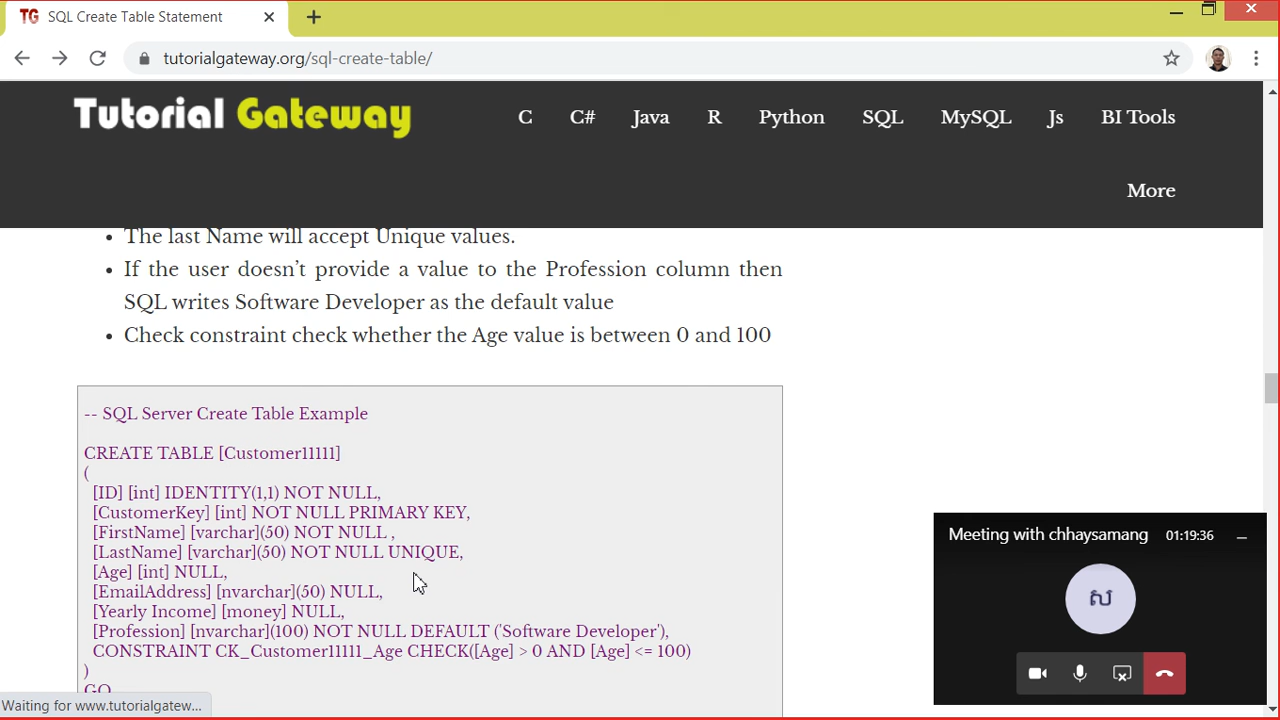 TG SQL Create Table Statement
tutorialgateway.org/sql-create-table/
Tutorial Gateway
C C# Java R Python SQL MySQL Js BI Tools
More
• The last Name will accept Unique values.
• If the user doesn’t provide a value to the Profession column then
SQL writes Software Developer as the default value
• Check constraint check whether the Age value is between 0 and 100
-- SQL Server Create Table Example
CREATE TABLE [Customer11111]
(
[ID] [int] IDENTITY(1,1) NOT NULL,
[CustomerKey] [int] NOT NULL PRIMARY KEY,
[FirstName] [varchar](50) NOT NULL ,
[LastName] [varchar](50) NOT NULL UNIQUE,
[Age] [int] NULL,
[EmailAddress] [nvarchar](50) NULL,
[Yearly Income] [money] NULL,
[Profession] [nvarchar](100) NOT NULL DEFAULT ('Software Developer'),
CONSTRAINT CK_Customer11111_Age CHECK([Age] > 0 AND [Age] <= 100)
)
GO
Waiting for www.tutorialgatew...
Meeting with chhaysamang 01:19:36
ស